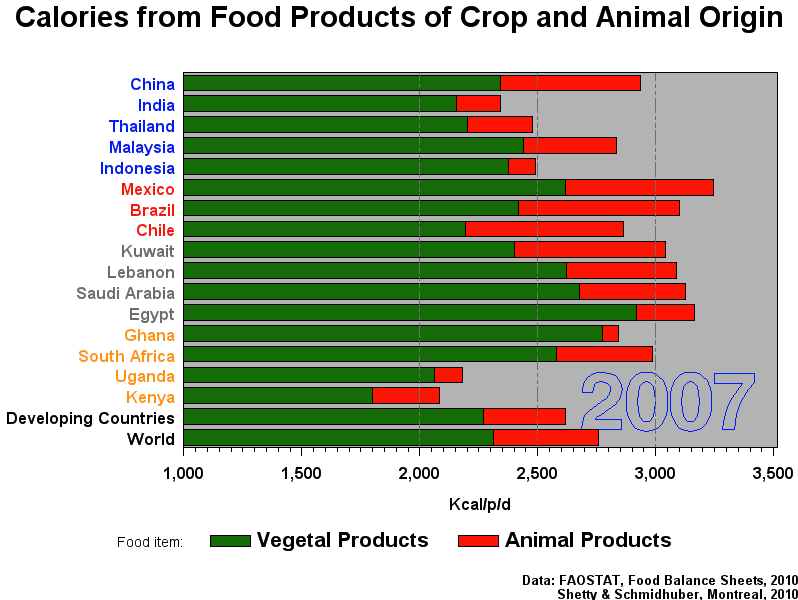 Calories from Food Products of Crop and Animal Origin
China
India
Thailand
Malaysia
Indonesia
Mexico
Brazil
Chile
Kuwait
Lebanon
Saudi Arabia
Egypt
Ghana
South Africa
Uganda
Kenya
Developing Countries
World
2007
1,000 1,500 2,000 2,500 3,000 3,500
Kcal/p/d
Food item: Vegetal Products Animal Products
Data: FAOSTAT, Food Balance Sheets, 2010
Shetty & Schmidhuber, Montreal, 2010